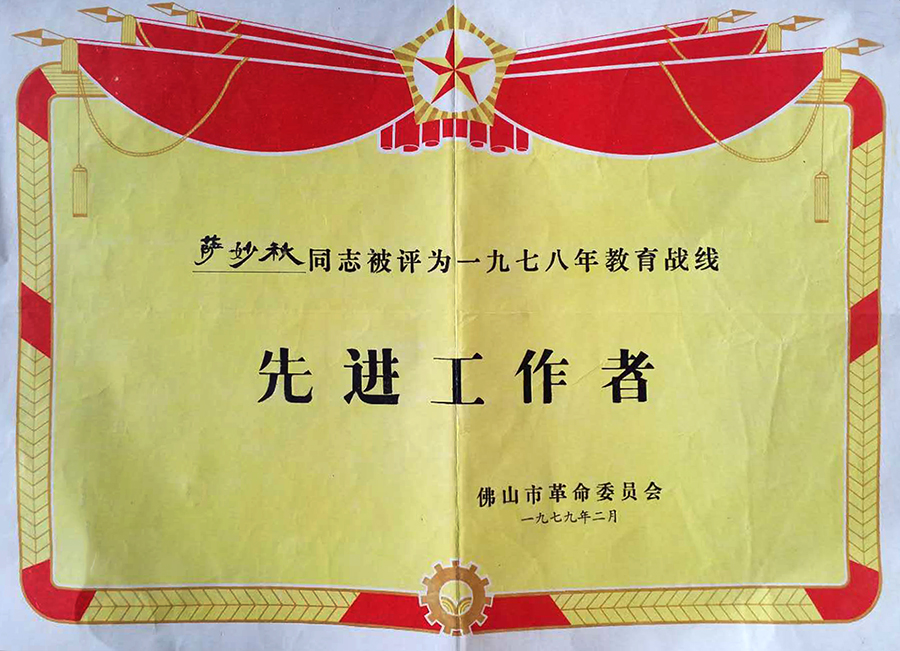 萨妙秋同志被评为一九七八年教育战线
先进工作者
佛山市革命委员会
一九七九年二月